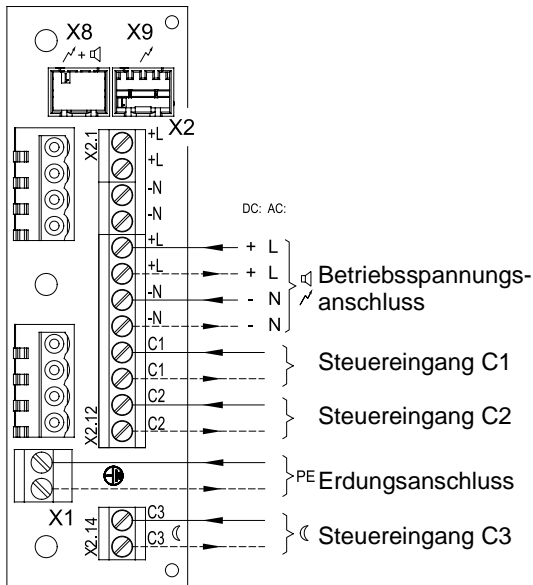 X8 X9
+
X2
X2.1
+L
+L
-N
-N
DC: AC:
+L + L
+L + L Betriebsspannungs-
-N - N anschluss
-N - N
C1
C1 Steuereingang C1
C2
C2 Steuereingang C2
X2.12
PE Erdungsanschluss
X1
X2.14
C3
C3 Steuereingang C3